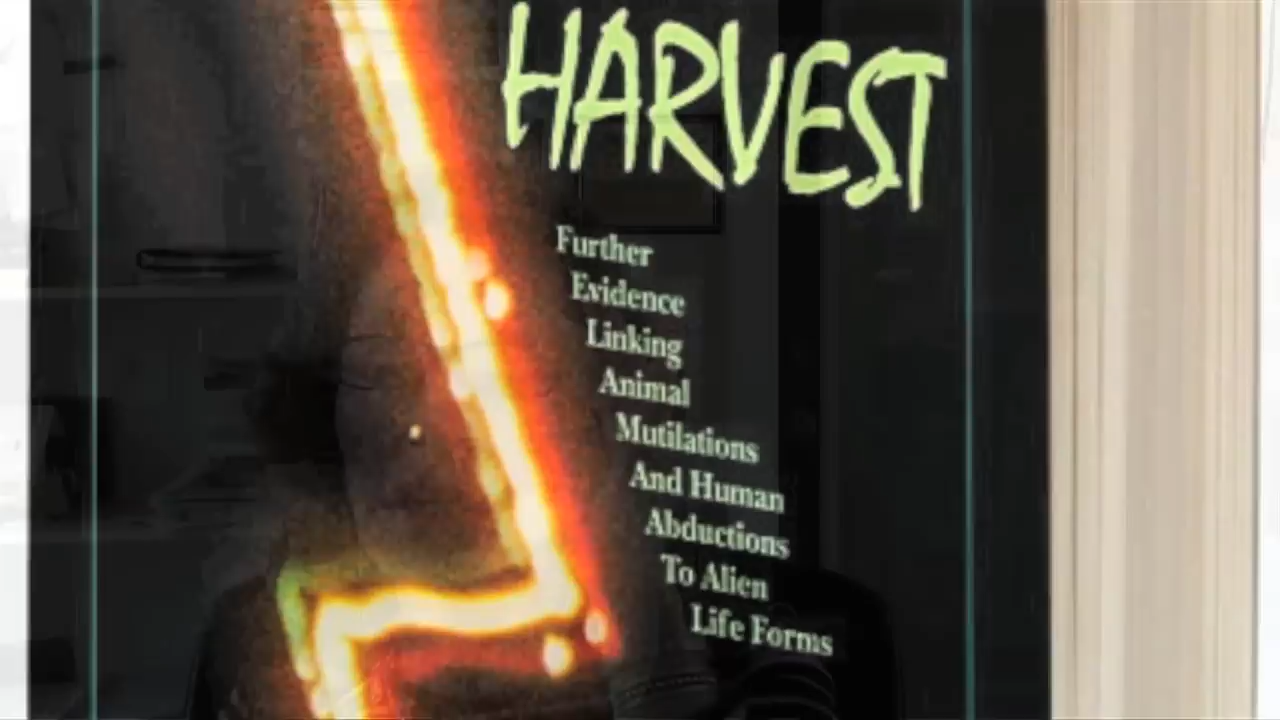 HARVEST
Further
Evidence
Linking
Animal
Mutilations
And Human
Abductions
To Alien
Life Forms